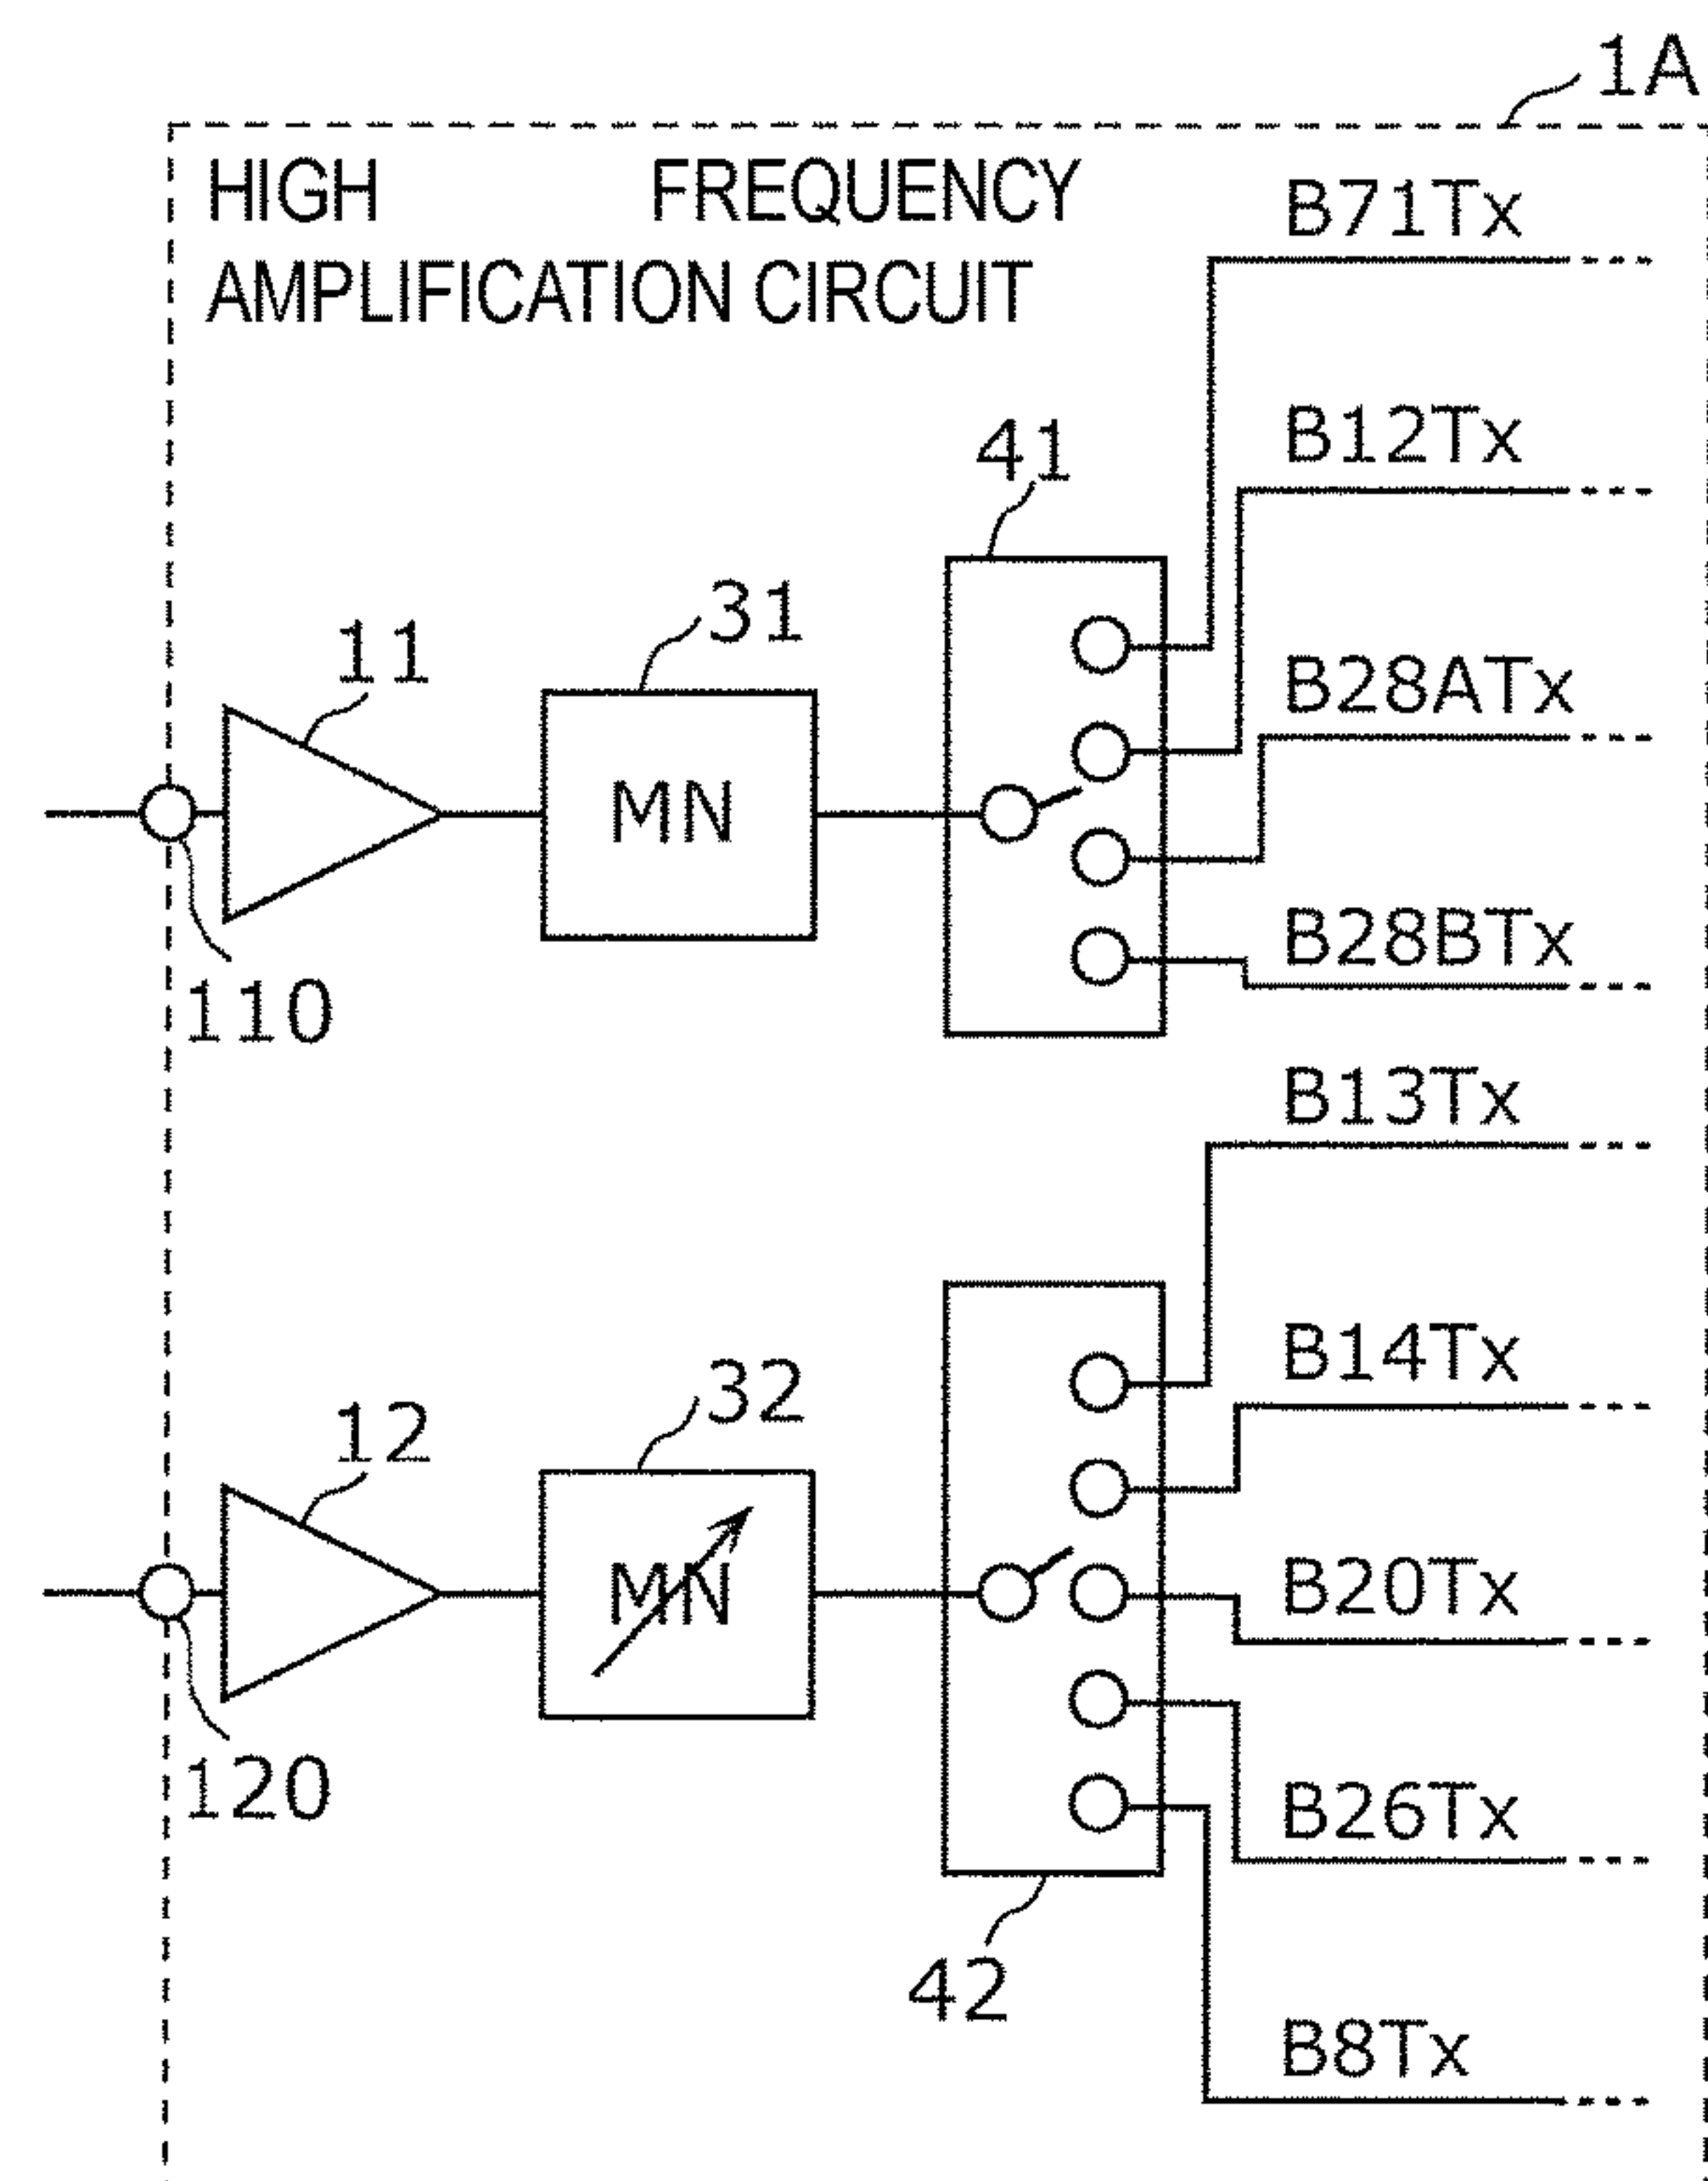 1A
HIGH FREQUENCY
AMPLIFICATION CIRCUIT
B71Tx
B12Tx
41
31
11
B28ATx
MN
B28BTx
110
B13Tx
B14Tx
32
12
B20Tx
MN
120
B26Tx
42
B8Tx